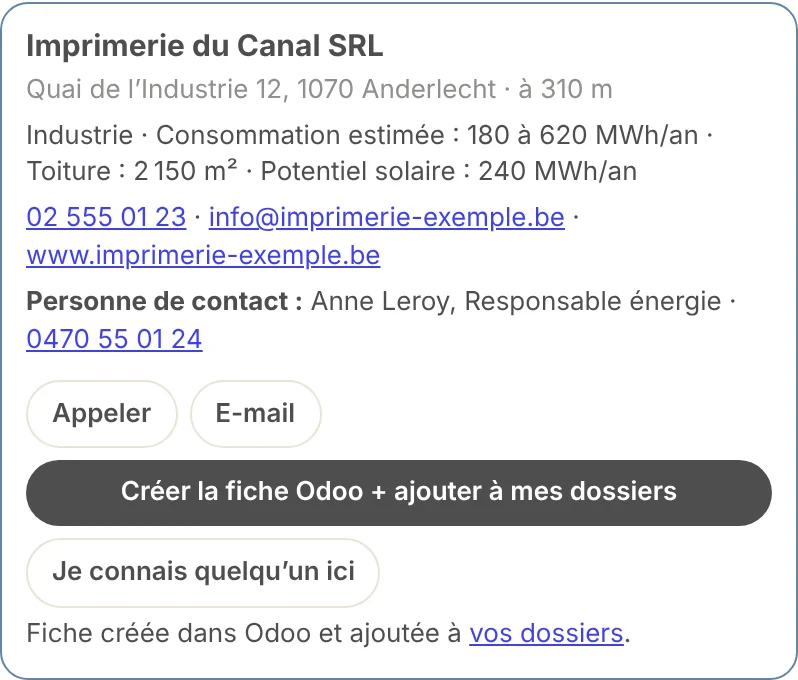 Imprimerie du Canal SRL
Quai de l’Industrie 12, 1070 Anderlecht · à 310 m
Industrie · Consommation estimée : 180 à 620 MWh/an ·
Toiture : 2 150 m² · Potentiel solaire : 240 MWh/an
02 555 01 23 · info@imprimerie-exemple.be ·
www.imprimerie-exemple.be
Personne de contact : Anne Leroy, Responsable énergie ·
0470 55 01 24
Appeler E-mail
Créer la fiche Odoo + ajouter à mes dossiers
Je connais quelqu’un ici
Fiche créée dans Odoo et ajoutée à vos dossiers.